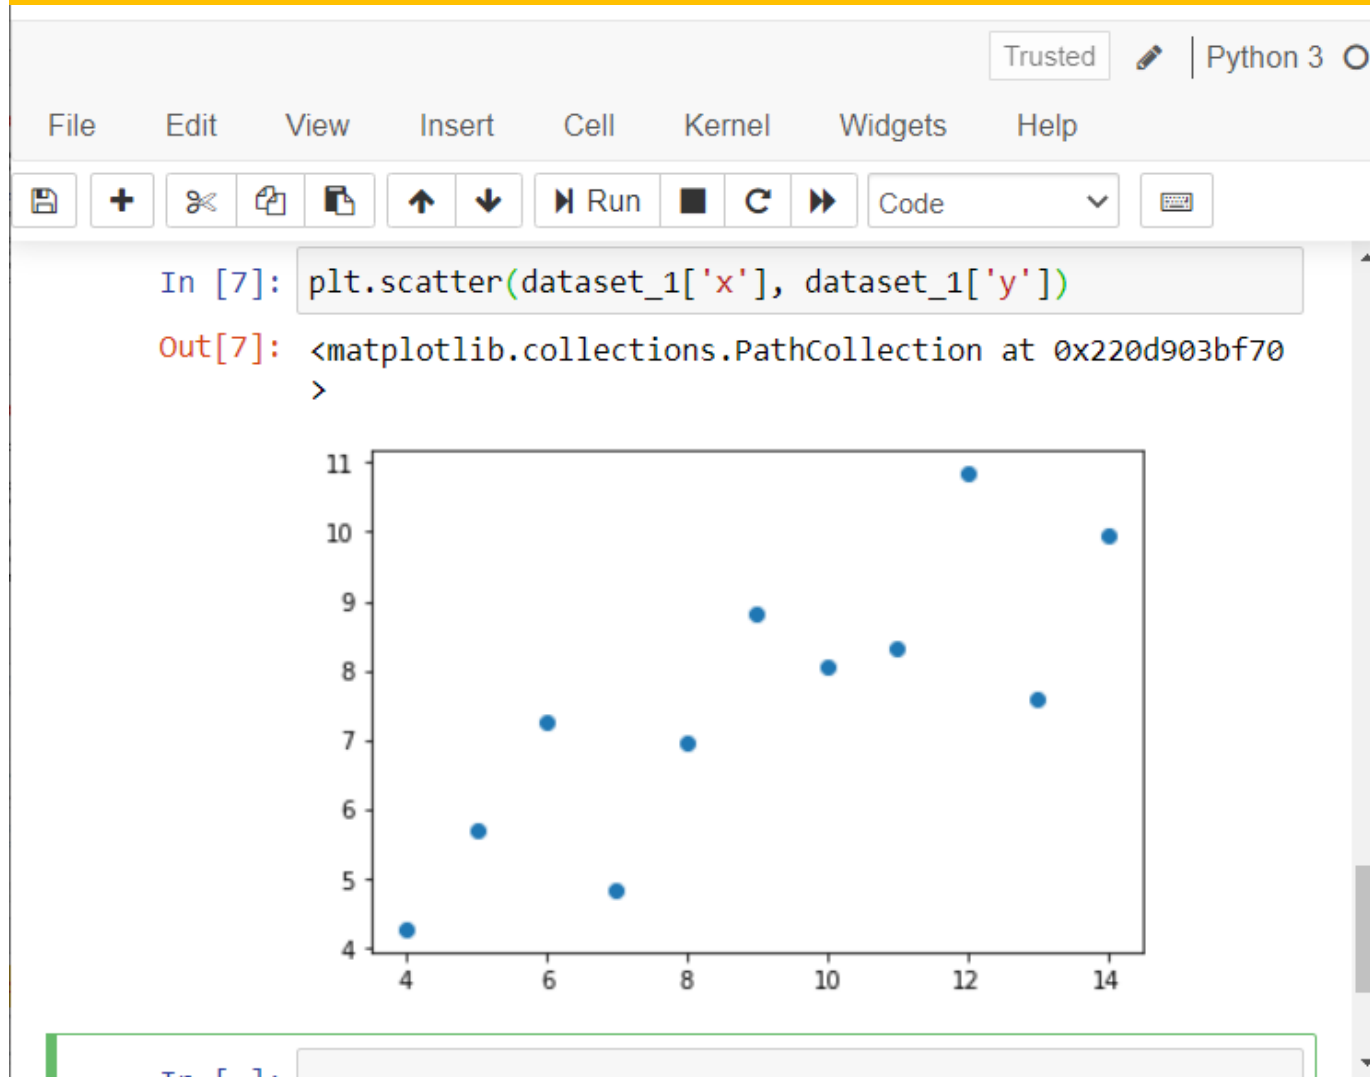 Trusted Python 3
File Edit View Insert Cell Kernel Widgets Help
Run Code
In [7]: plt.scatter(dataset_1['x'], dataset_1['y'])
Out[7]: <matplotlib.collections.PathCollection at 0x220d903bf70
>
11
10
9
8
7
6
5
4
4 6 8 10 12 14
In [ ]: